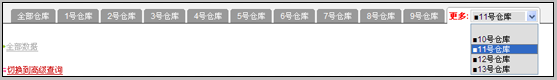 全部仓库 1号仓库 2号仓库 3号仓库 4号仓库 5号仓库 6号仓库 7号仓库 8号仓库 9号仓库 更多: ■11号仓库
■10号仓库
■11号仓库
■12号仓库
■13号仓库
全部数据
切换到高级查询